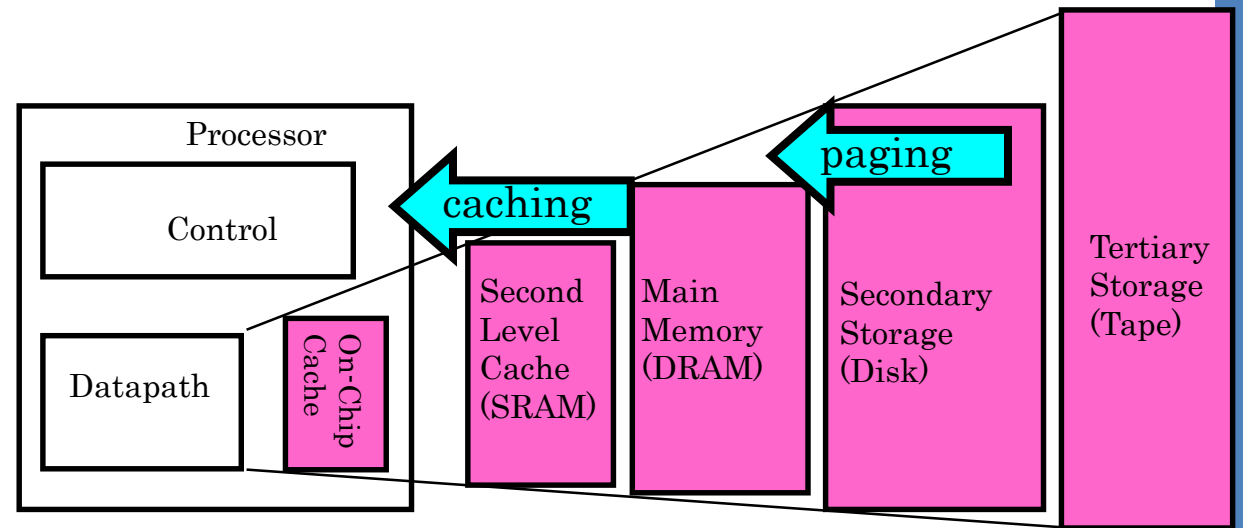 Processor
Control
Datapath
On-Chip
Cache
caching
Second
Level
Cache
(SRAM)
Main
Memory
(DRAM)
paging
Secondary
Storage
(Disk)
Tertiary
Storage
(Tape)